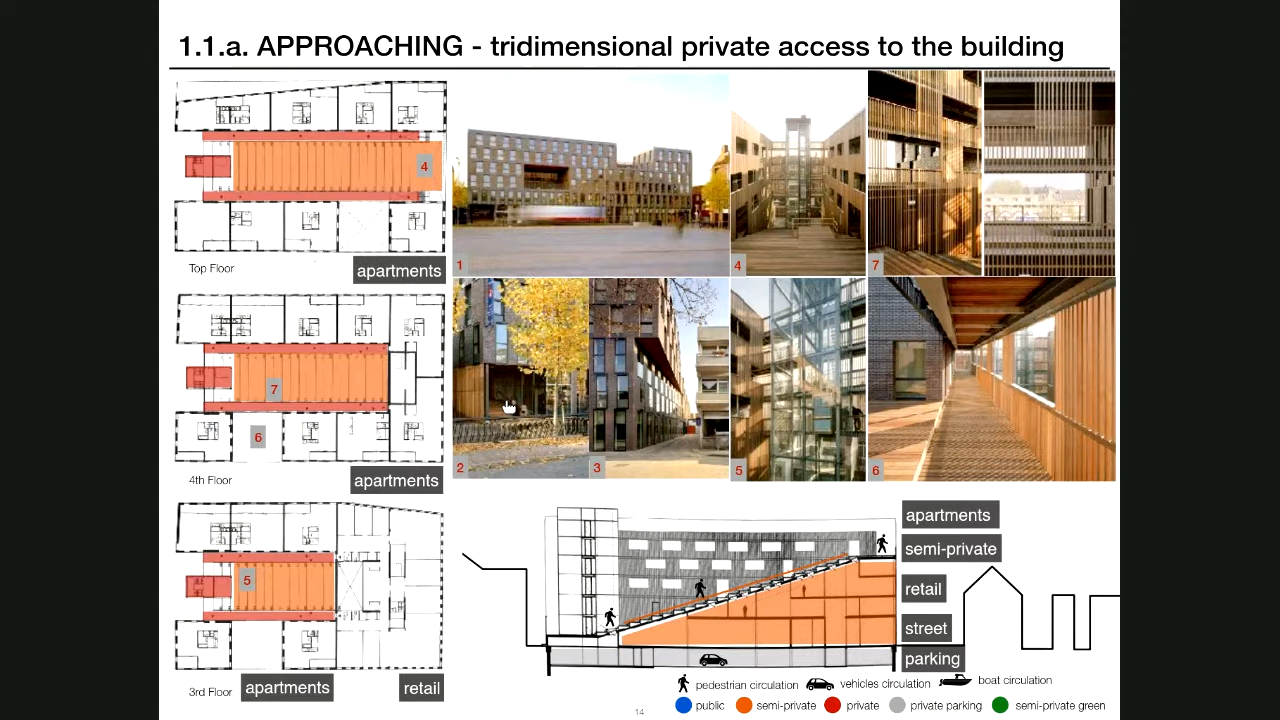 1.1.a. APPROACHING - tridimensional private access to the building
4
Top Floor
apartments
7
6
4th Floor
apartments
5
3rd Floor
apartments
retail
1
4
7
2
3
5
6
apartments
semi-private
retail
street
parking
pedestrian circulation
vehicles circulation
boat circulation
14
public
semi-private
private
private parking
semi-private green